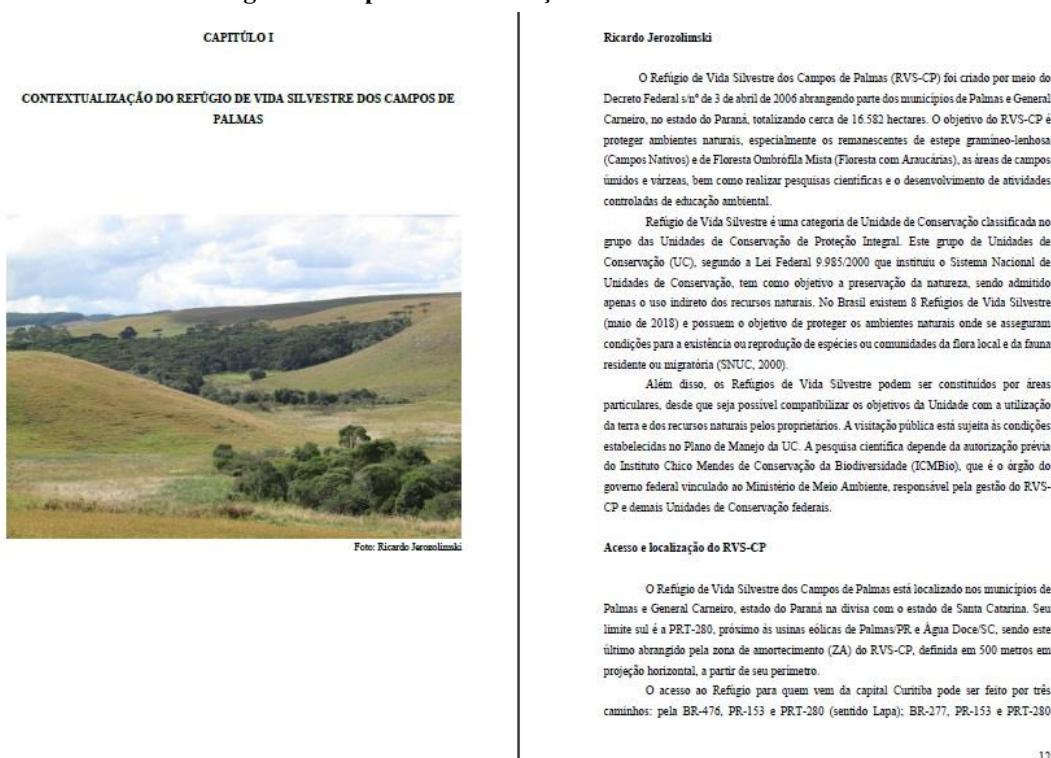 CAPITÚLO I
CONTEXTUALIZAÇÃO DO REFÚGIO DE VIDA SILVESTRE DOS CAMPOS DE
PALMAS
Foto: Ricardo Jerozolimski
Ricardo Jerozolimski
O Refúgio de Vida Silvestre dos Campos de Palmas (RVS-CP) foi criado por meio do
Decreto Federal s/nº de 3 de abril de 2006 abrangendo parte dos municípios de Palmas e General
Carneiro, no estado do Paraná, totalizando cerca de 16.582 hectares. O objetivo do RVS-CP é
proteger ambientes naturais, especialmente os remanescentes de estepe gramíneo-lenhosa
(Campos Nativos) e de Floresta Ombrófila Mista (Floresta com Araucárias), as áreas de campos
úmidos e várzeas, bem como realizar pesquisas científicas e o desenvolvimento de atividades
controladas de educação ambiental.
Refúgio de Vida Silvestre é uma categoria de Unidade de Conservação classificada no
grupo das Unidades de Conservação de Proteção Integral. Este grupo de Unidades de
Conservação (UC), segundo a Lei Federal 9.985/2000 que instituiu o Sistema Nacional de
Unidades de Conservação, tem como objetivo a preservação da natureza, sendo admitido
apenas o uso indireto dos recursos naturais. No Brasil existem 8 Refúgios de Vida Silvestre
(maio de 2018) e possuem o objetivo de proteger os ambientes naturais onde se asseguram
condições para a existência ou reprodução de espécies ou comunidades da flora local e da fauna
residente ou migratória (SNUC, 2000).
Além disso, os Refúgios de Vida Silvestre podem ser constituídos por áreas
particulares, desde que seja possível compatibilizar os objetivos da Unidade com a utilização
da terra e dos recursos naturais pelos proprietários. A visitação pública está sujeita às condições
estabelecidas no Plano de Manejo da UC. A pesquisa científica depende da autorização prévia
do Instituto Chico Mendes de Conservação da Biodiversidade (ICMBio), que é o órgão do
governo federal vinculado ao Ministério de Meio Ambiente, responsável pela gestão do RVS-
CP e demais Unidades de Conservação federais.
Acesso e localização do RVS-CP
O Refúgio de Vida Silvestre dos Campos de Palmas está localizado nos municípios de
Palmas e General Carneiro, estado do Paraná na divisa com o estado de Santa Catarina. Seu
limite sul é a PRT-280, próximo às usinas eólicas de Palmas/PR e Água Doce/SC, sendo este
último abrangido pela zona de amortecimento (ZA) do RVS-CP, definida em 500 metros em
projeção horizontal, a partir de seu perímetro.
O acesso ao Refúgio para quem vem da capital Curitiba pode ser feito por três
caminhos: pela BR-476, PR-153 e PRT-280 (sentido Lapa); BR-277, PR-153 e PRT-280
12